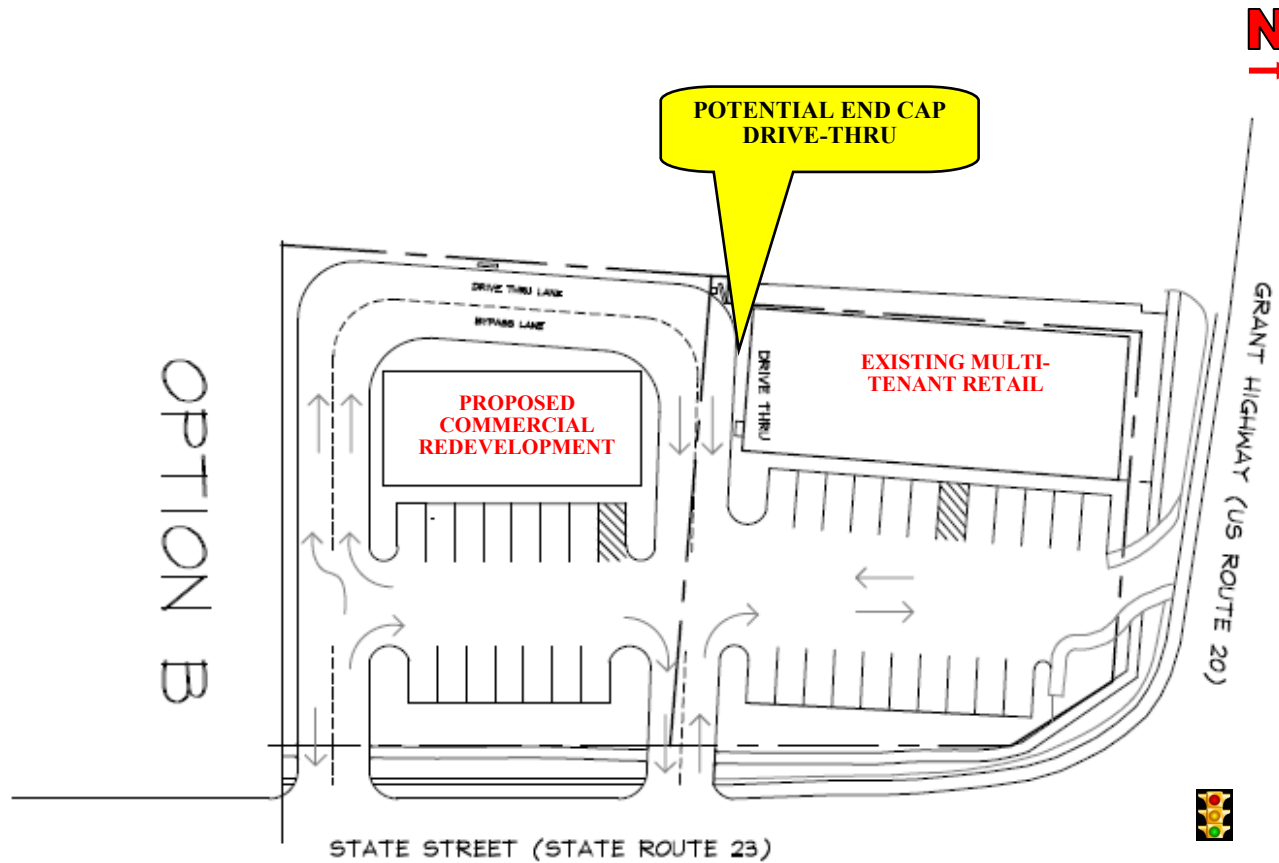 N
T
POTENTIAL END CAP
DRIVE-THRU
DRIVE THRU LANE
BYPASS LANE
DRIVE THRU
EXISTING MULTI-
TENANT RETAIL
PROPOSED
COMMERCIAL
REDEVELOPMENT
OPTION B
GRANT HIGHWAY (US ROUTE 20)
STATE STREET (STATE ROUTE 23)